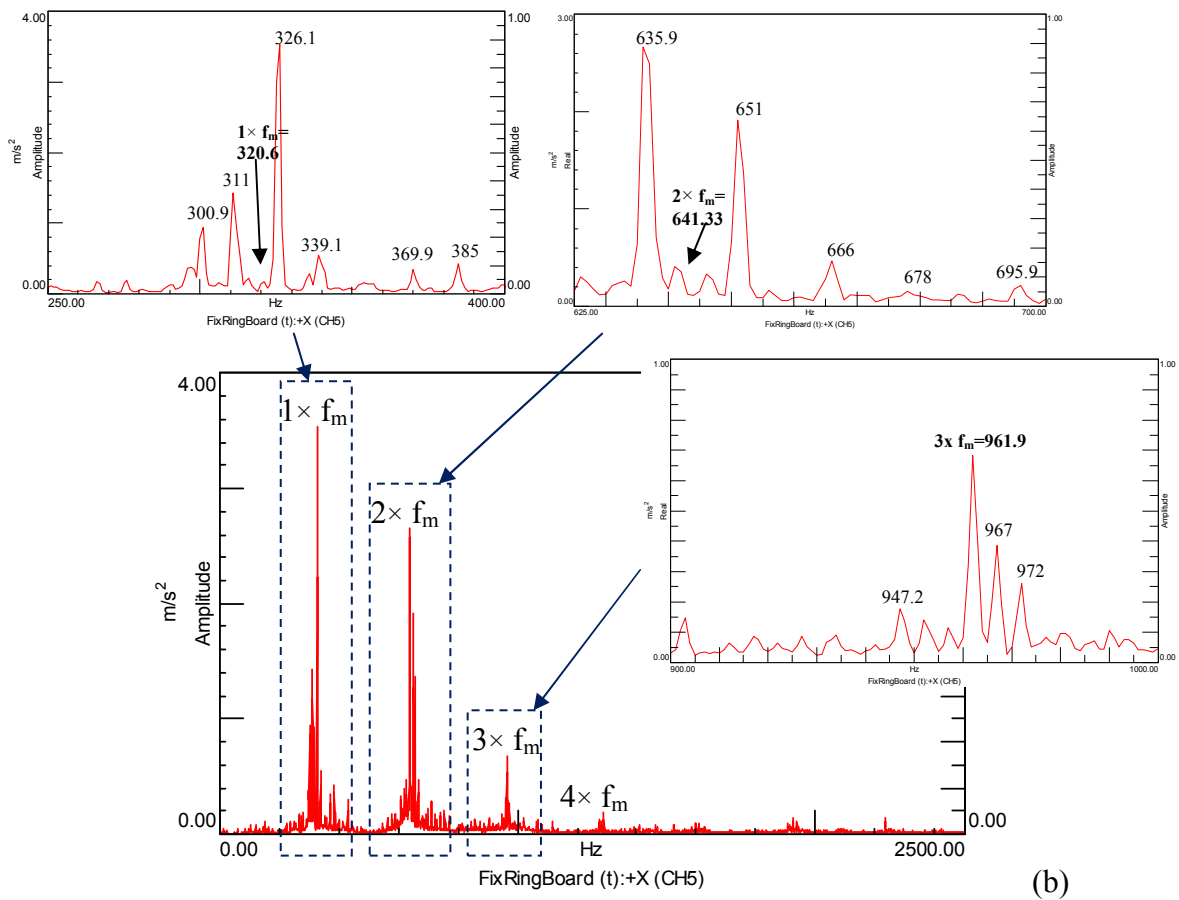 4.00
1.00
326.1
1× fₘ=
320.6
311
300.9
339.1
369.9
385
m/s²
Amplitude
Amplitude
0.00
0.00
250.00
Hz
400.00
FixRingBoard (t):+X (CH5)
3.00
1.00
635.9
651
2× fₘ=
641.33
666
678
695.9
m/s²
Real
Amplitude
0.00
0.00
625.00
Hz
700.00
FixRingBoard (t):+X (CH5)
1.00
1.00
3x fₘ=961.9
967
972
947.2
m/s²
Real
Amplitude
0.00
0.00
900.00
Hz
1000.00
FixRingBoard (t):+X (CH5)
4.00
1× fₘ
2× fₘ
3× fₘ
4× fₘ
m/s²
Amplitude
0.00
0.00
0.00
Hz
2500.00
FixRingBoard (t):+X (CH5)
(b)